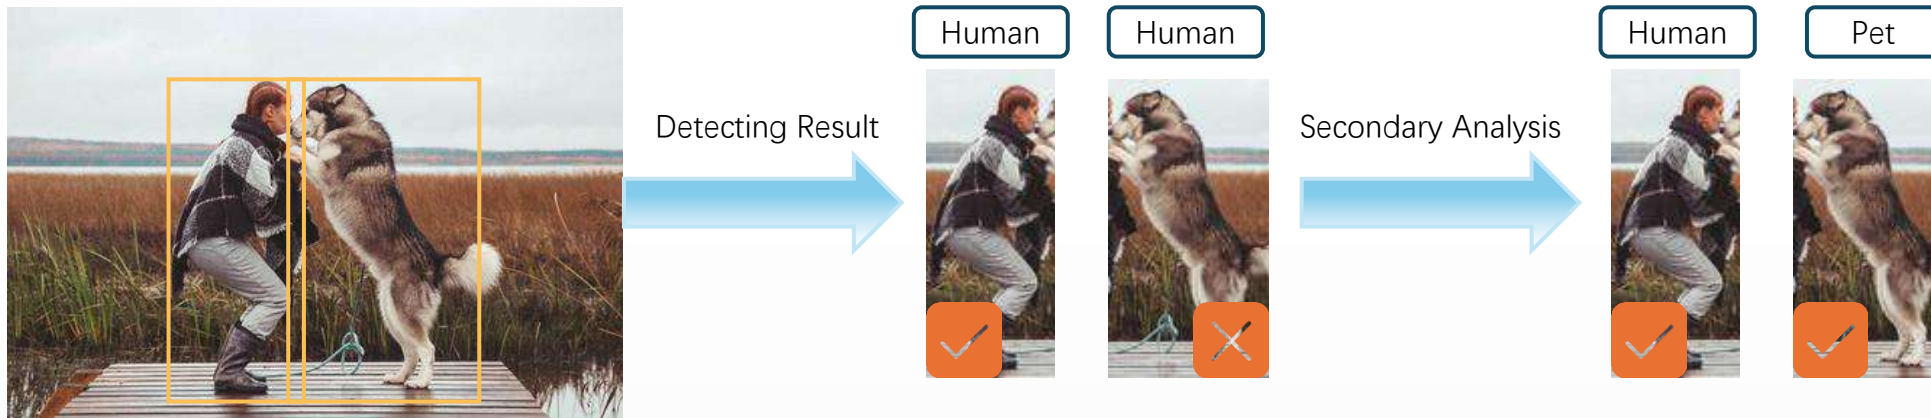 Detecting Result
Human
Human
Secondary Analysis
Human
Pet